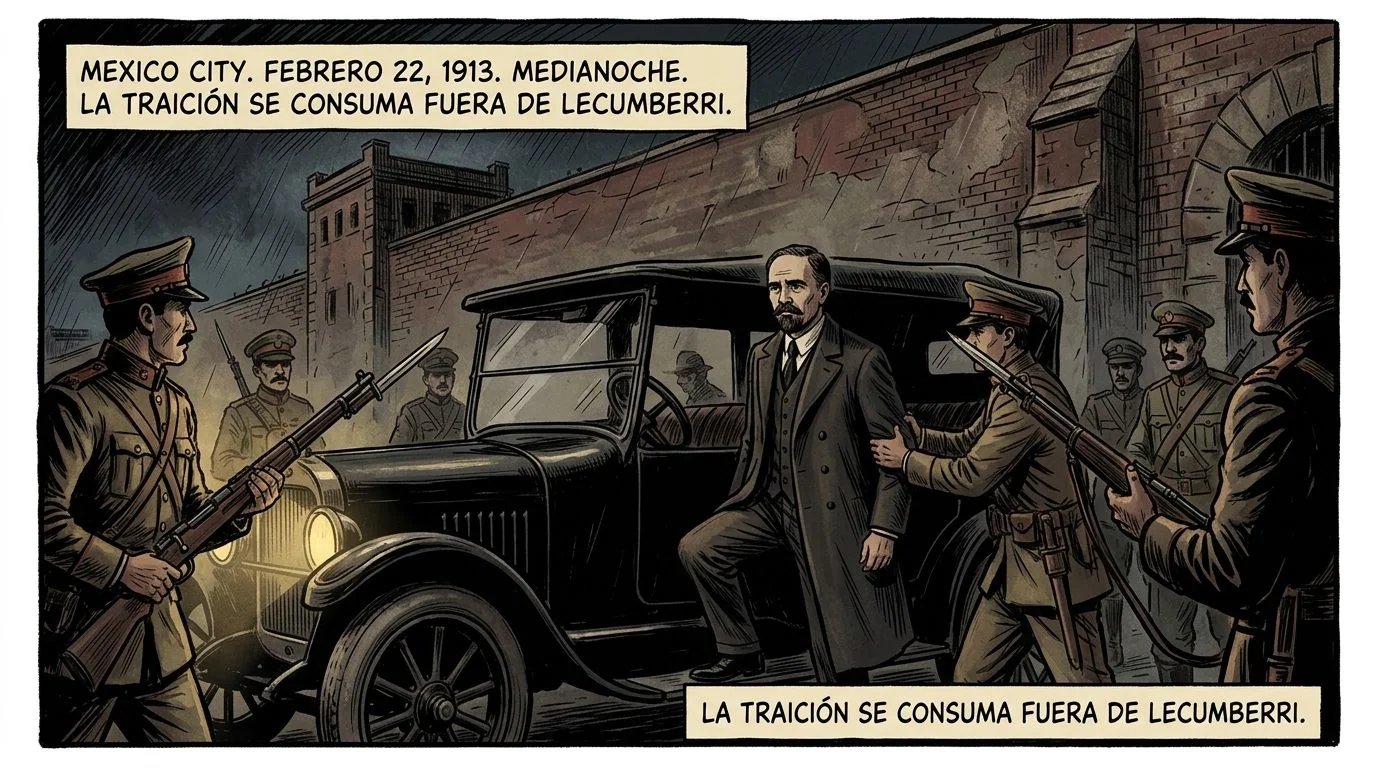 MEXICO CITY. FEBRERO 22, 1913. MEDIANOCHE.
LA TRAICIÓN SE CONSUMA FUERA DE LECUMBERRI.
LA TRAICIÓN SE CONSUMA FUERA DE LECUMBERRI.